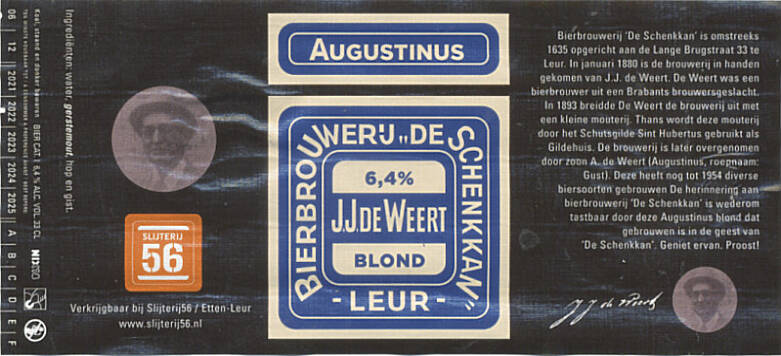 AUGUSTINUS
BIERBROUWERIJ „DE SCHENKKAN"
6,4%
J.J. DE WEERT
BLOND
- LEUR -
Ingrediënten: water, gerstemout, hop en gist.
Koel, staand en donker bewaren BIER CAT. I 6,4% ALC. VOL. 33 CL
06 | 12 | 2021 | 2022 | 2023 | 2024 | 2025 | A | B | C | D | E | F
SLIJTERIJ
56
Verkrijgbaar bij Slijterij56 / Etten-Leur
www.slijterij56.nl
Bierbrouwerij 'De Schenkkan' is omstreeks
1635 opgericht aan de Lange Brugstraat 33 te
Leur. In januari 1880 is de brouwerij in handen
gekomen van J.J. de Weert. De Weert was een
bierbrouwer uit een Brabants brouwersgeslacht.
In 1893 breidde De Weert de brouwerij uit met
een kleine mouterij. Thans wordt deze mouterij
door het Schutsgilde Sint Hubertus gebruikt als
Gildehuis. De brouwerij is later overgenomen
door zoon A. de Weert (Augustinus, roepnaam:
Gust). Deze heeft nog tot 1954 diverse
biersoorten gebrouwen De herinnering aan
bierbrouwerij 'De Schenkkan' is wederom
tastbaar door deze Augustinus blond dat
gebrouwen is in de geest van
'De Schenkkan'. Geniet ervan. Proost!
J J de Weert